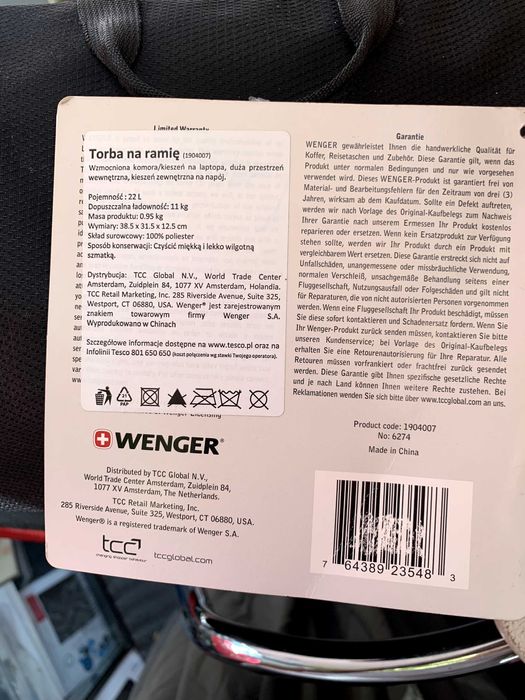 Limited Warranty
Torba na ramię (1904007)
Wzmocniona komora/kieszeń na laptopa, duża przestrzeń
wewnętrzna, kieszeń zewnętrzna na napój.
Pojemność : 22 L
Dopuszczalna ładowność: 11 kg
Masa produktu: 0.95 kg
Wymiary: 38.5 x 31.5 x 12.5 cm
Skład surowcowy: 100% poliester
Sposób konserwacji: Czyścić miękką i lekko wilgotną
szmatką.
Dystrybucja: TCC Global N.V., World Trade Center
Amsterdam, Zuidplein 84, 1077 XV Amsterdam, Holandia.
TCC Retail Marketing, Inc. 285 Riverside Avenue, Suite 325,
Westport, CT 06880, USA. Wenger® jest zarejestrowanym
znakiem towarowym firmy Wenger S.A.
Wyprodukowano w Chinach
Szczegółowe informacje dostępne na www.tesco.pl oraz na
Infolinii Tesco 801 650 650 (koszt połączenia wg stawki Twojego operatora).
21
PAP
WENGER®
Distributed by TCC Global N.V.,
World Trade Center Amsterdam, Zuidplein 84,
1077 XV Amsterdam, The Netherlands.
TCC Retail Marketing, Inc.
285 Riverside Avenue, Suite 325, Westport, CT 06880, USA.
Wenger® is a registered trademark of Wenger S.A.
tcc
changing shopper behaviour
tccglobal.com
Garantie
WENGER gewährleistet Ihnen die handwerkliche Qualität für
Koffer, Reisetaschen und Zubehör. Diese Garantie gilt, wenn das
Produkt unter normalen Bedingungen und nur wie vorgesehen
verwendet wird. Dieses WENGER-Produkt ist garantiert frei von
Material- und Bearbeitungsfehlern für den Zeitraum von drei (3)
Jahren, wirksam ab dem Kaufdatum. Sollte ein Defekt auftreten,
werden wir nach Vorlage des Original-Kaufbelegs zum Nachweis
Ihrer Garantie nach unserem Ermessen Ihr Produkt kostenlos
reparieren oder ersetzen. Wenn kein Ersatzprodukt zur Verfügung
stehen sollte, werden wir Ihr Produkt durch ein Produkt mit
vergleichbarem Wert ersetzen. Diese Garantie erstreckt sich nicht auf
Unfallschäden, unangemessene oder missbräuchliche Verwendung,
normalen Verschleiß, unsachgemäße Behandlung seitens einer
Fluggesellschaft, Nutzungsausfall oder Folgeschäden und gilt nicht
für Reparaturen, die von nicht autorisierten Personen vorgenommen
werden. Wenn eine Fluggesellschaft Ihr Produkt beschädigt, müssen
Sie diese sofort kontaktieren und Schadenersatz fordern. Wenn Sie
Ihr Wenger-Produkt zurück senden müssen, kontaktieren Sie bitte
unseren Kundenservice; bei Vorlage des Original-Kaufbelegs
erhalten Sie eine Retourenautorisierung für Ihre Reparatur. Alle
Retouren müssen vorfrankiert oder frachtfrei zurück gesendet
werden. Diese Garantie gibt Ihnen spezifische gesetzliche Rechte
und je nach Land können Ihnen weitere Rechte zustehen. Bei
Reklamationen wenden Sie sich bitte über www.tccglobal.com an uns.
Product code: 1904007
No: 6274
Made in China
7 64389 23548 3